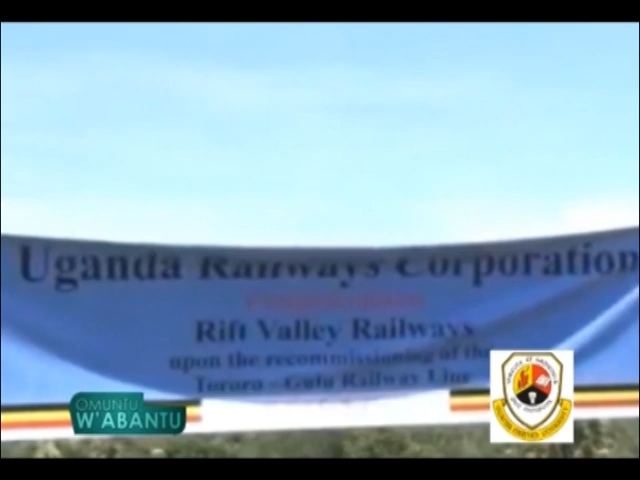 Uganda Railways Corporation
Rift Valley Railways
upon the recommissioning of the
Tororo - Gulu Railway Line
OMUNTU
W'ABANTU